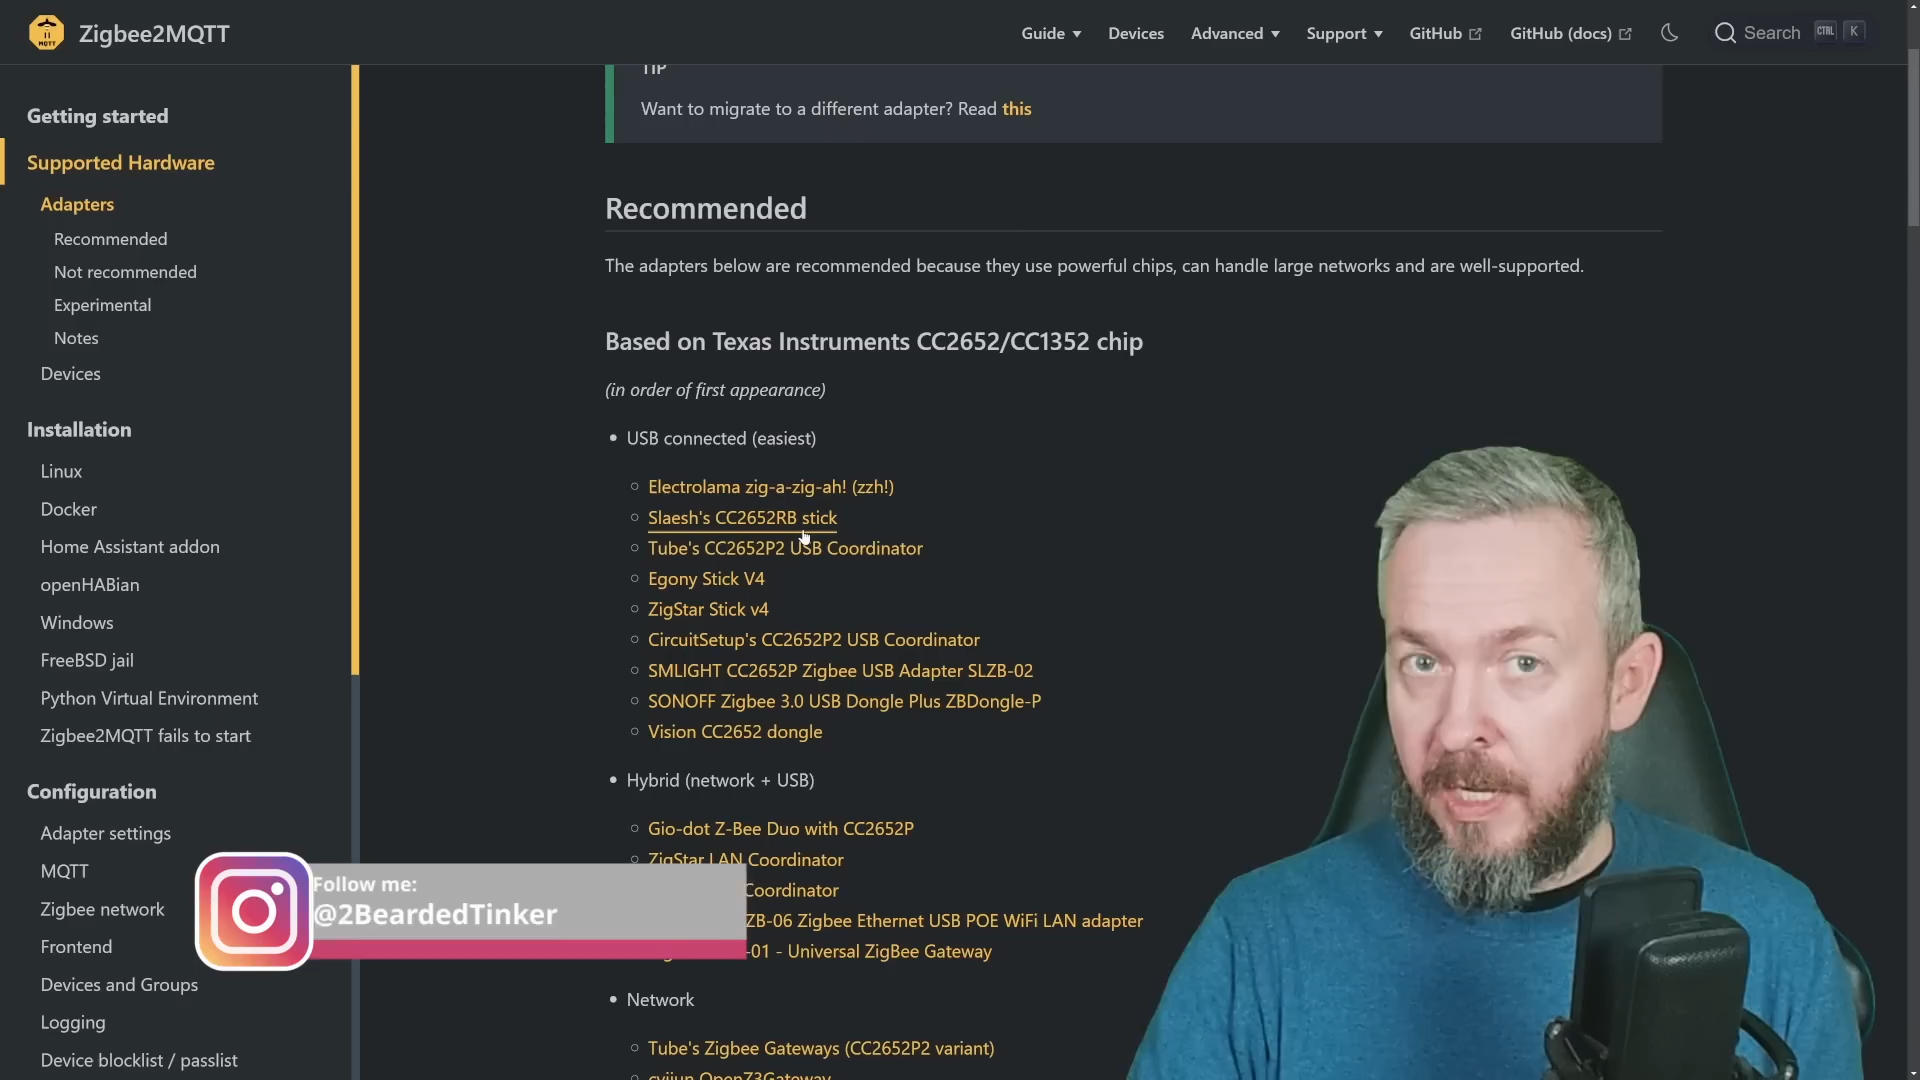 Zigbee2MQTT
Guide
Devices
Advanced
Support
GitHub
GitHub (docs)
Search
CTRL
K
Getting started
Supported Hardware
Adapters
Recommended
Not recommended
Experimental
Notes
Devices
Installation
Linux
Docker
Home Assistant addon
openHABian
Windows
FreeBSD jail
Python Virtual Environment
Zigbee2MQTT fails to start
Configuration
Adapter settings
MQTT
Zigbee network
Frontend
Devices and Groups
Logging
Device blocklist / passlist
TIP
Want to migrate to a different adapter? Read this
Recommended
The adapters below are recommended because they use powerful chips, can handle large networks and are well-supported.
Based on Texas Instruments CC2652/CC1352 chip
(in order of first appearance)
USB connected (easiest)
Electrolama zig-a-zig-ah! (zzh!)
Slaesh's CC2652RB stick
Tube's CC2652P2 USB Coordinator
Egony Stick V4
ZigStar Stick v4
CircuitSetup's CC2652P2 USB Coordinator
SMLIGHT CC2652P Zigbee USB Adapter SLZB-02
SONOFF Zigbee 3.0 USB Dongle Plus ZBDongle-P
Vision CC2652 dongle
Hybrid (network + USB)
Gio-dot Z-Bee Duo with CC2652P
ZigStar LAN Coordinator
Coordinator
ZB-06 Zigbee Ethernet USB POE WiFi LAN adapter
-01 - Universal ZigBee Gateway
Network
Tube's Zigbee Gateways (CC2652P2 variant)
cyijun OpenZ3Gateway
Follow me:
@2BeardedTinker